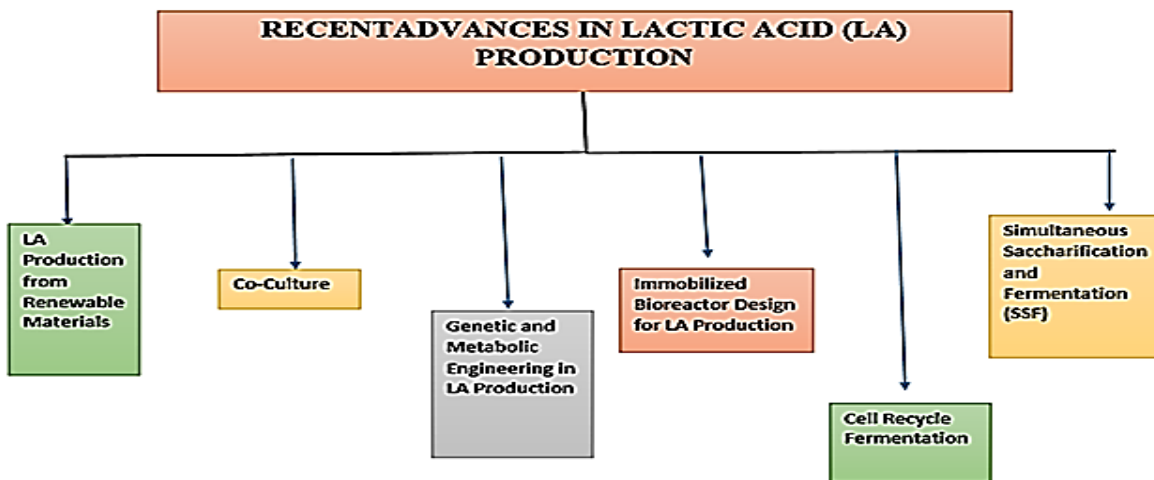 RECENTADVANCES IN LACTIC ACID (LA)
PRODUCTION
LA
Production
from
Renewable
Materials
Co-Culture
Genetic and
Metabolic
Engineering in
LA Production
Immobilized
Bioreactor Design
for LA Production
Cell Recycle
Fermentation
Simultaneous
Saccharification
and
Fermentation
(SSF)